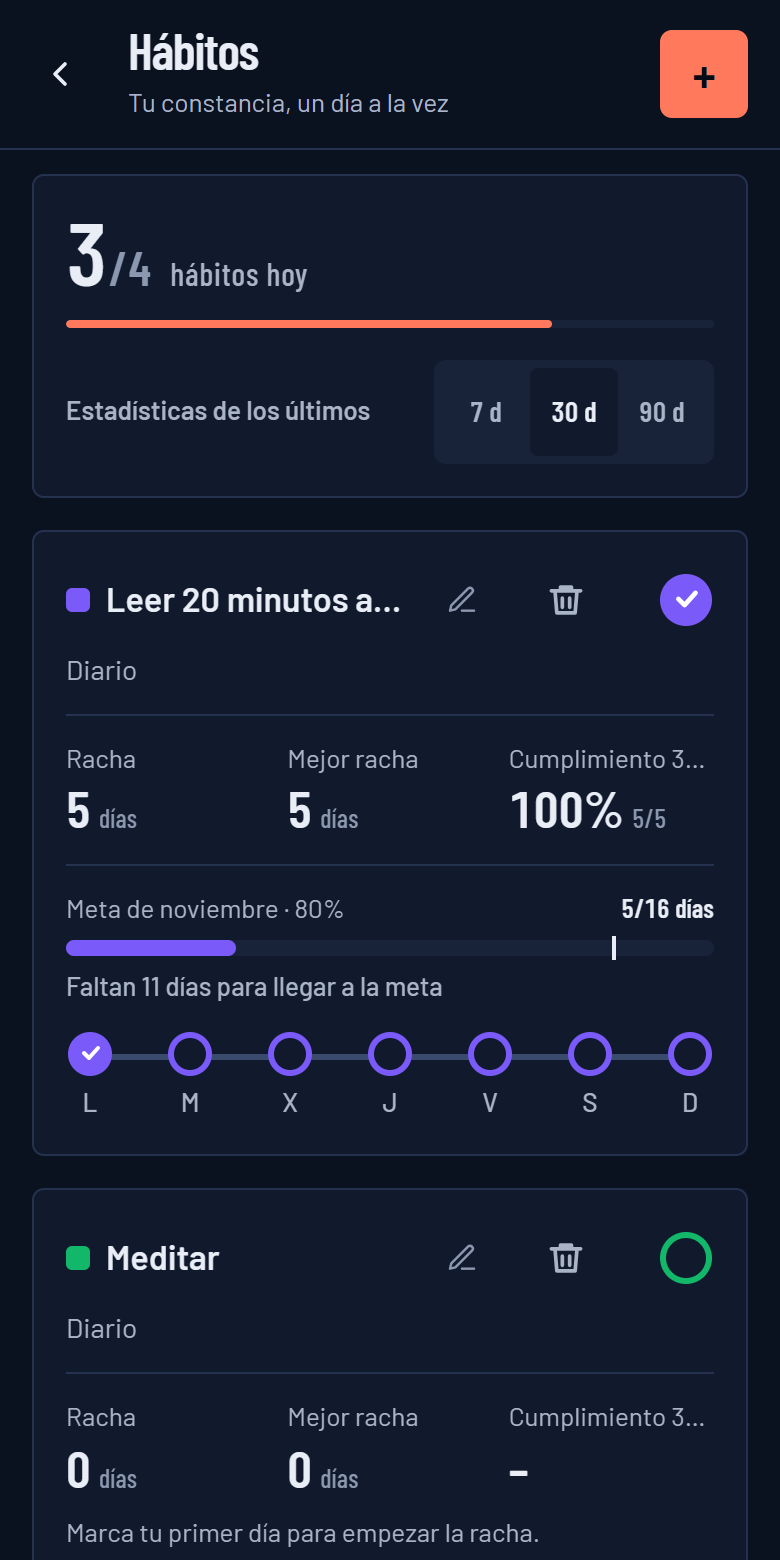 Hábitos
Tu constancia, un día a la vez
+
3/4 hábitos hoy
Estadísticas de los últimos 7 d 30 d 90 d
Leer 20 minutos a...
Diario
Racha Mejor racha Cumplimiento 3...
5 días 5 días 100% 5/5
Meta de noviembre · 80% 5/16 días
Faltan 11 días para llegar a la meta
L M X J V S D
Meditar
Diario
Racha Mejor racha Cumplimiento 3...
0 días 0 días –
Marca tu primer día para empezar la racha.